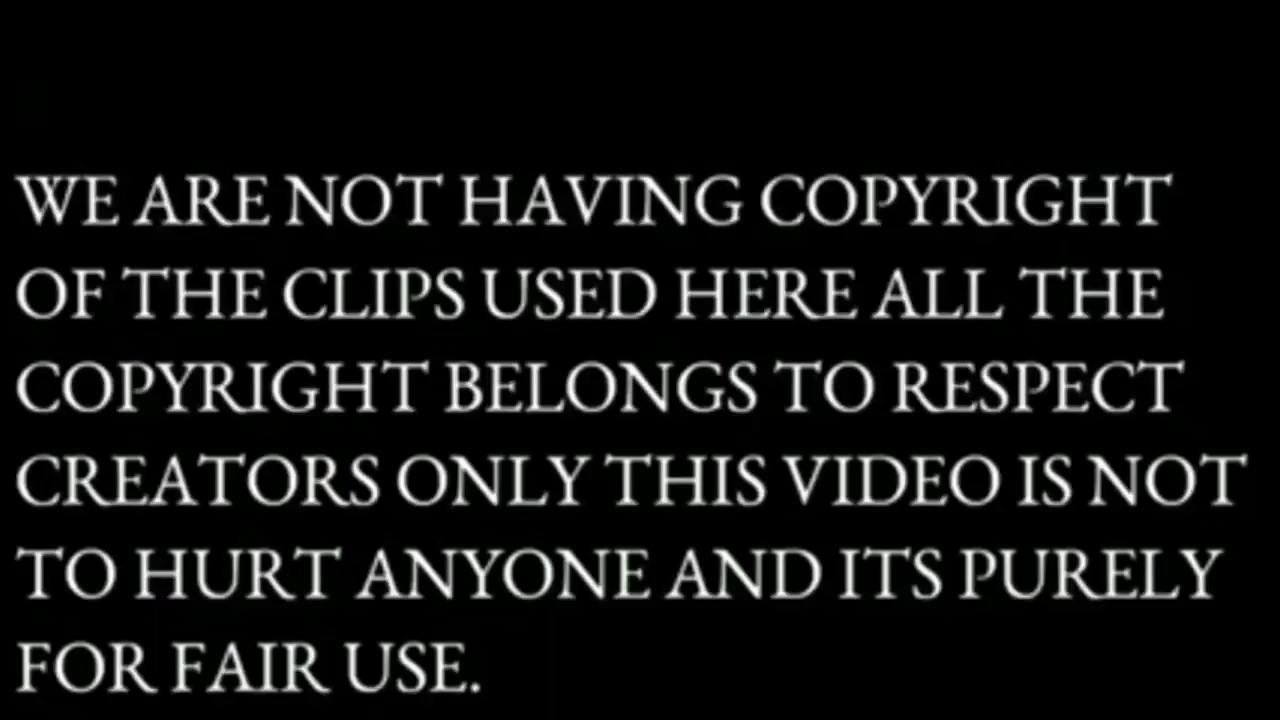 WE ARE NOT HAVING COPYRIGHT
OF THE CLIPS USED HERE ALL THE
COPYRIGHT BELONGS TO RESPECT
CREATORS ONLY THIS VIDEO IS NOT
TO HURT ANYONE AND ITS PURELY
FOR FAIR USE.